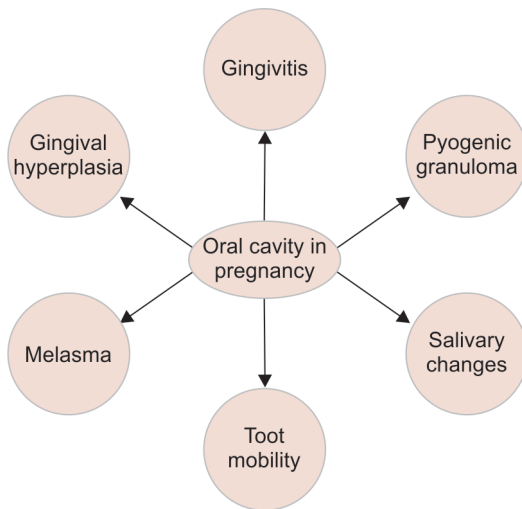 Gingivitis
Gingival
hyperplasia
Pyogenic
granuloma
Oral cavity in
pregnancy
Melasma
Salivary
changes
Toot
mobility